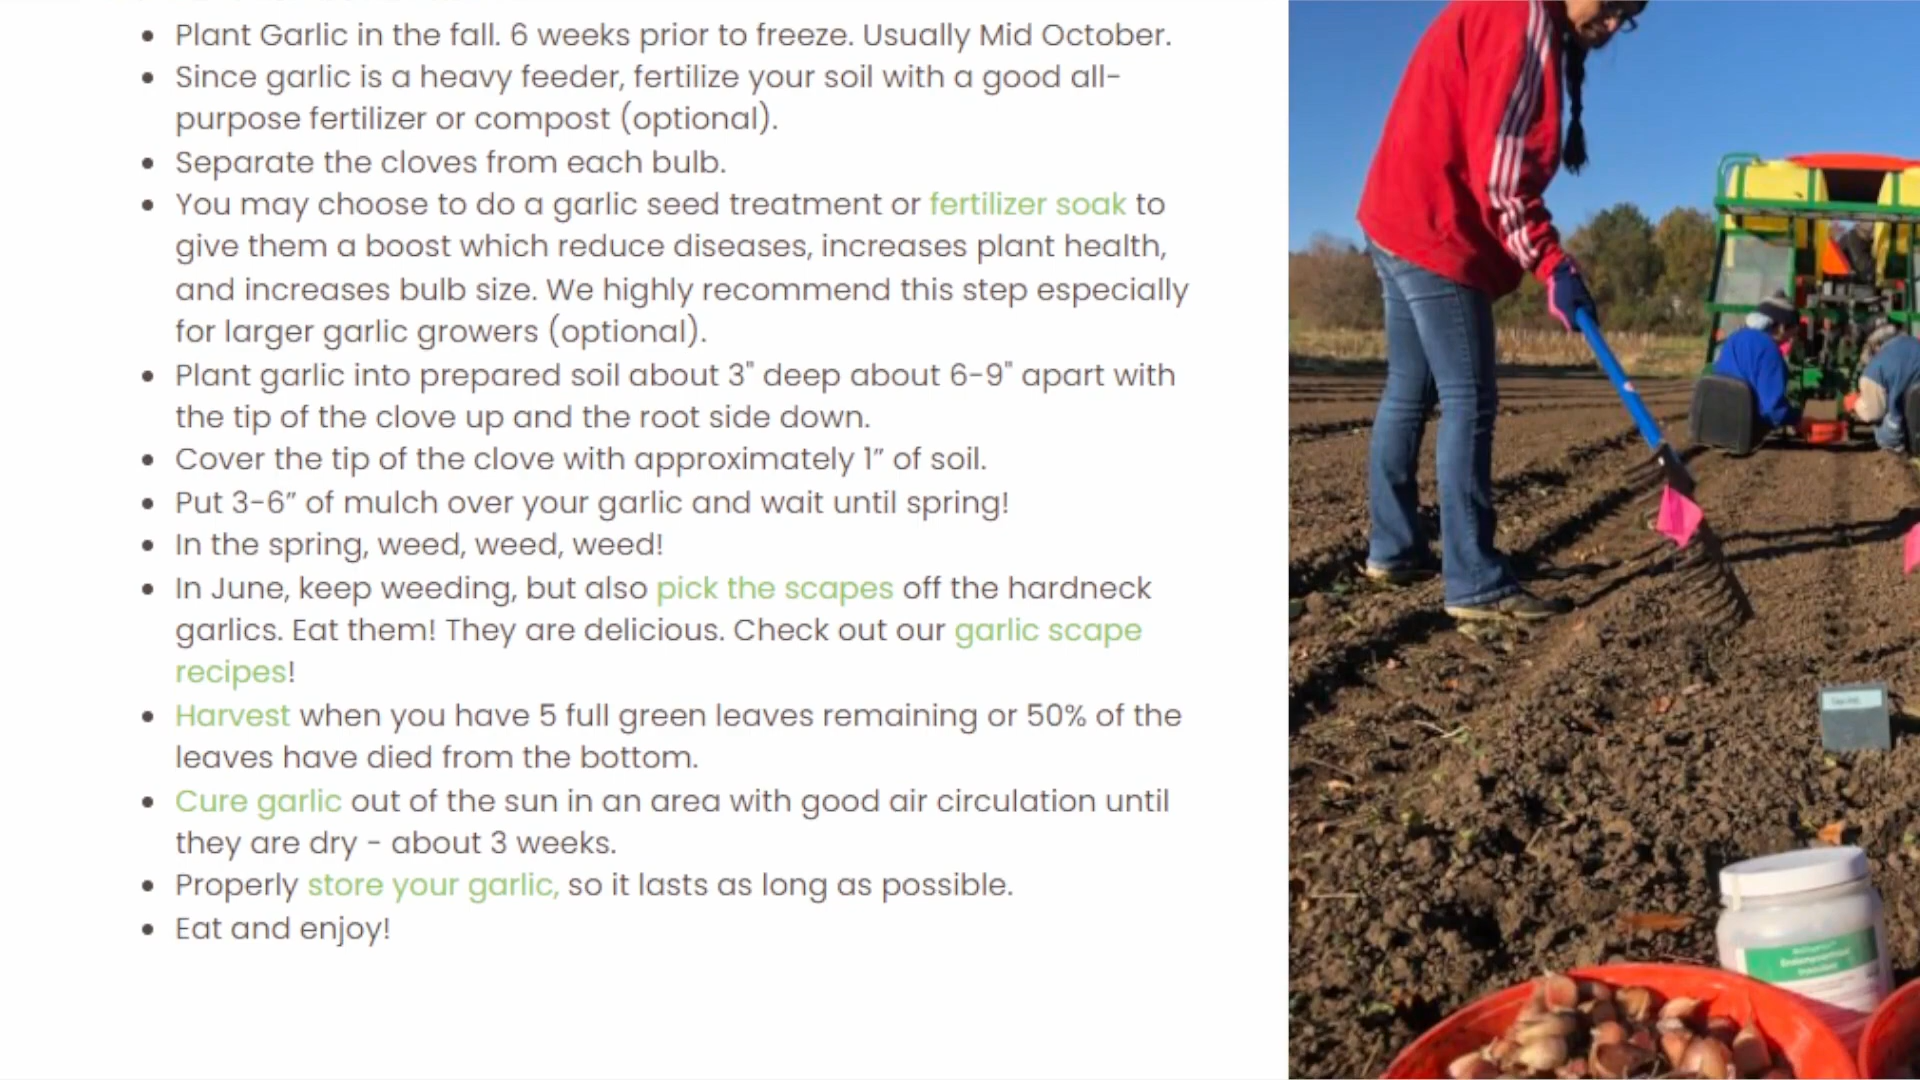 • Plant Garlic in the fall. 6 weeks prior to freeze. Usually Mid October.
• Since garlic is a heavy feeder, fertilize your soil with a good all-
purpose fertilizer or compost (optional).
• Separate the cloves from each bulb.
• You may choose to do a garlic seed treatment or fertilizer soak to
give them a boost which reduce diseases, increases plant health,
and increases bulb size. We highly recommend this step especially
for larger garlic growers (optional).
• Plant garlic into prepared soil about 3" deep about 6-9" apart with
the tip of the clove up and the root side down.
• Cover the tip of the clove with approximately 1” of soil.
• Put 3-6” of mulch over your garlic and wait until spring!
• In the spring, weed, weed, weed!
• In June, keep weeding, but also pick the scapes off the hardneck
garlics. Eat them! They are delicious. Check out our garlic scape
recipes!
• Harvest when you have 5 full green leaves remaining or 50% of the
leaves have died from the bottom.
• Cure garlic out of the sun in an area with good air circulation until
they are dry - about 3 weeks.
• Properly store your garlic, so it lasts as long as possible.
• Eat and enjoy!